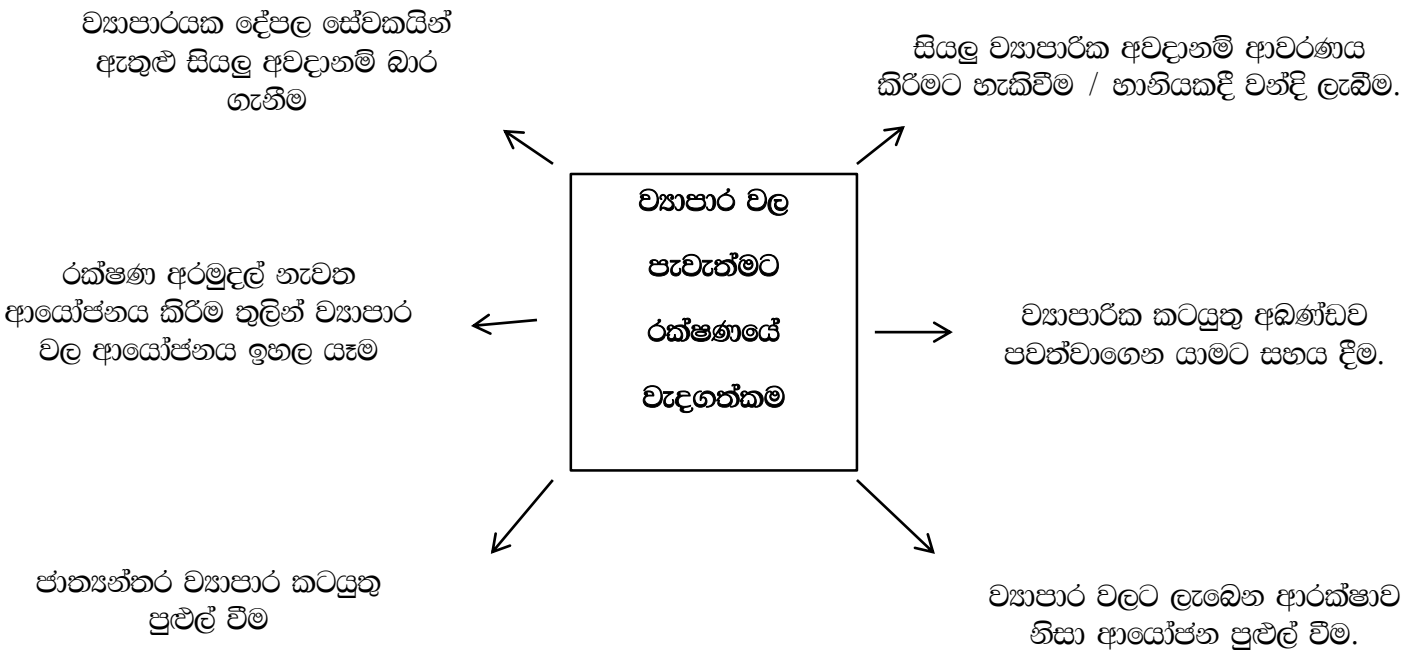 ව්‍යාපාරයක දේපල සේවකයින්
ඇතුළු සියලු අවදානම් බාර
ගැනීම
සියලු ව්‍යාපාරික අවදානම් ආවරණය
කිරිමට හැකිවීම / හානියකදී වන්දි ලැබීම.
ව්‍යාපාර වල
පැවැත්මට
රක්ෂණයේ
වැදගත්කම
රක්ෂණ අරමුදල් නැවත
ආයෝජනය කිරිම තුලින් ව්‍යාපාර
වල ආයෝජනය ඉහල යෑම
ව්‍යාපාරික කටයුතු අඛණ්ඩව
පවත්වාගෙන යාමට සහය දීම.
ජාත්‍යන්තර ව්‍යාපාර කටයුතු
පුළුල් වීම
ව්‍යාපාර වලට ලැබෙන ආරක්ෂාව
නිසා ආයෝජන පුළුල් වීම.